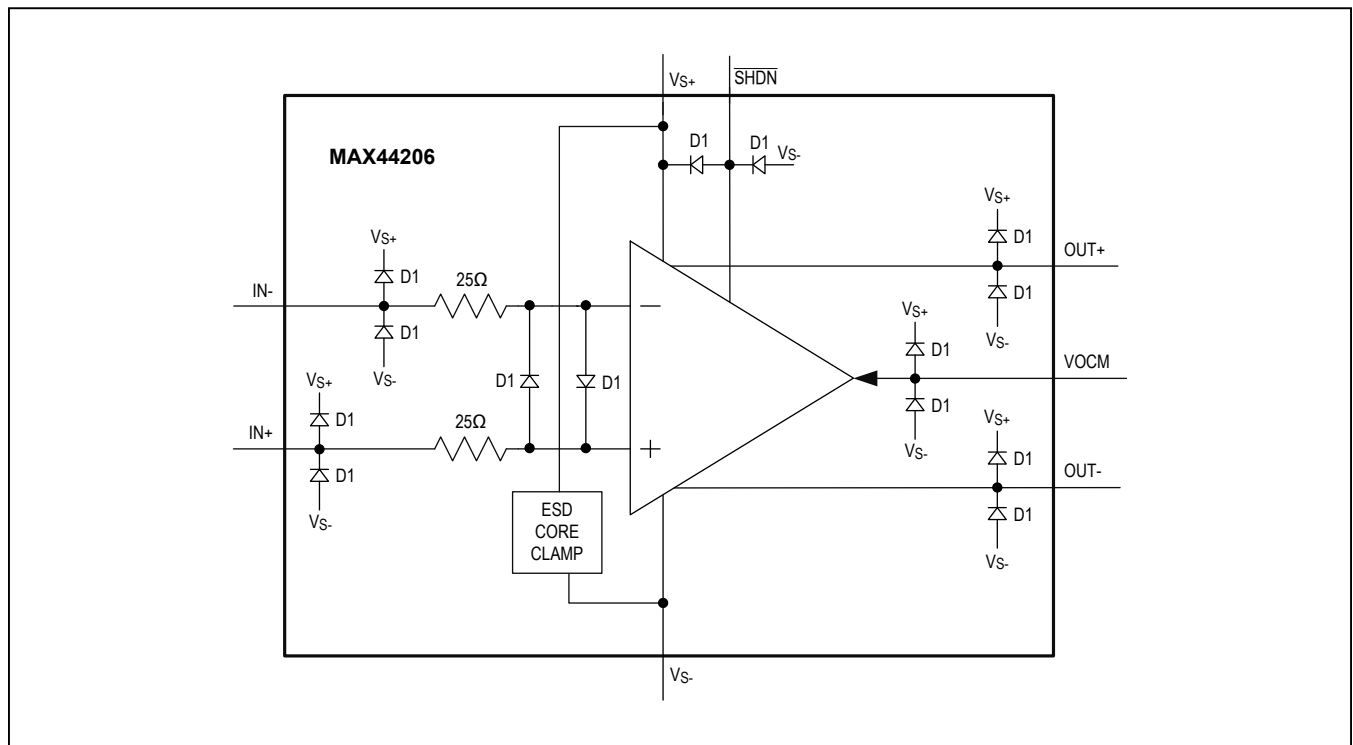 VS+
SHDN
MAX44206
D1
D1
VS-
VS+
D1
25Ω
D1
VS-
VS+
D1
OUT+
D1
VS-
IN-
VS+
D1
VOCM
D1
VS-
D1
D1
VS+
D1
25Ω
IN+
D1
VS-
VS+
D1
OUT-
D1
VS-
ESD
CORE
CLAMP
VS-